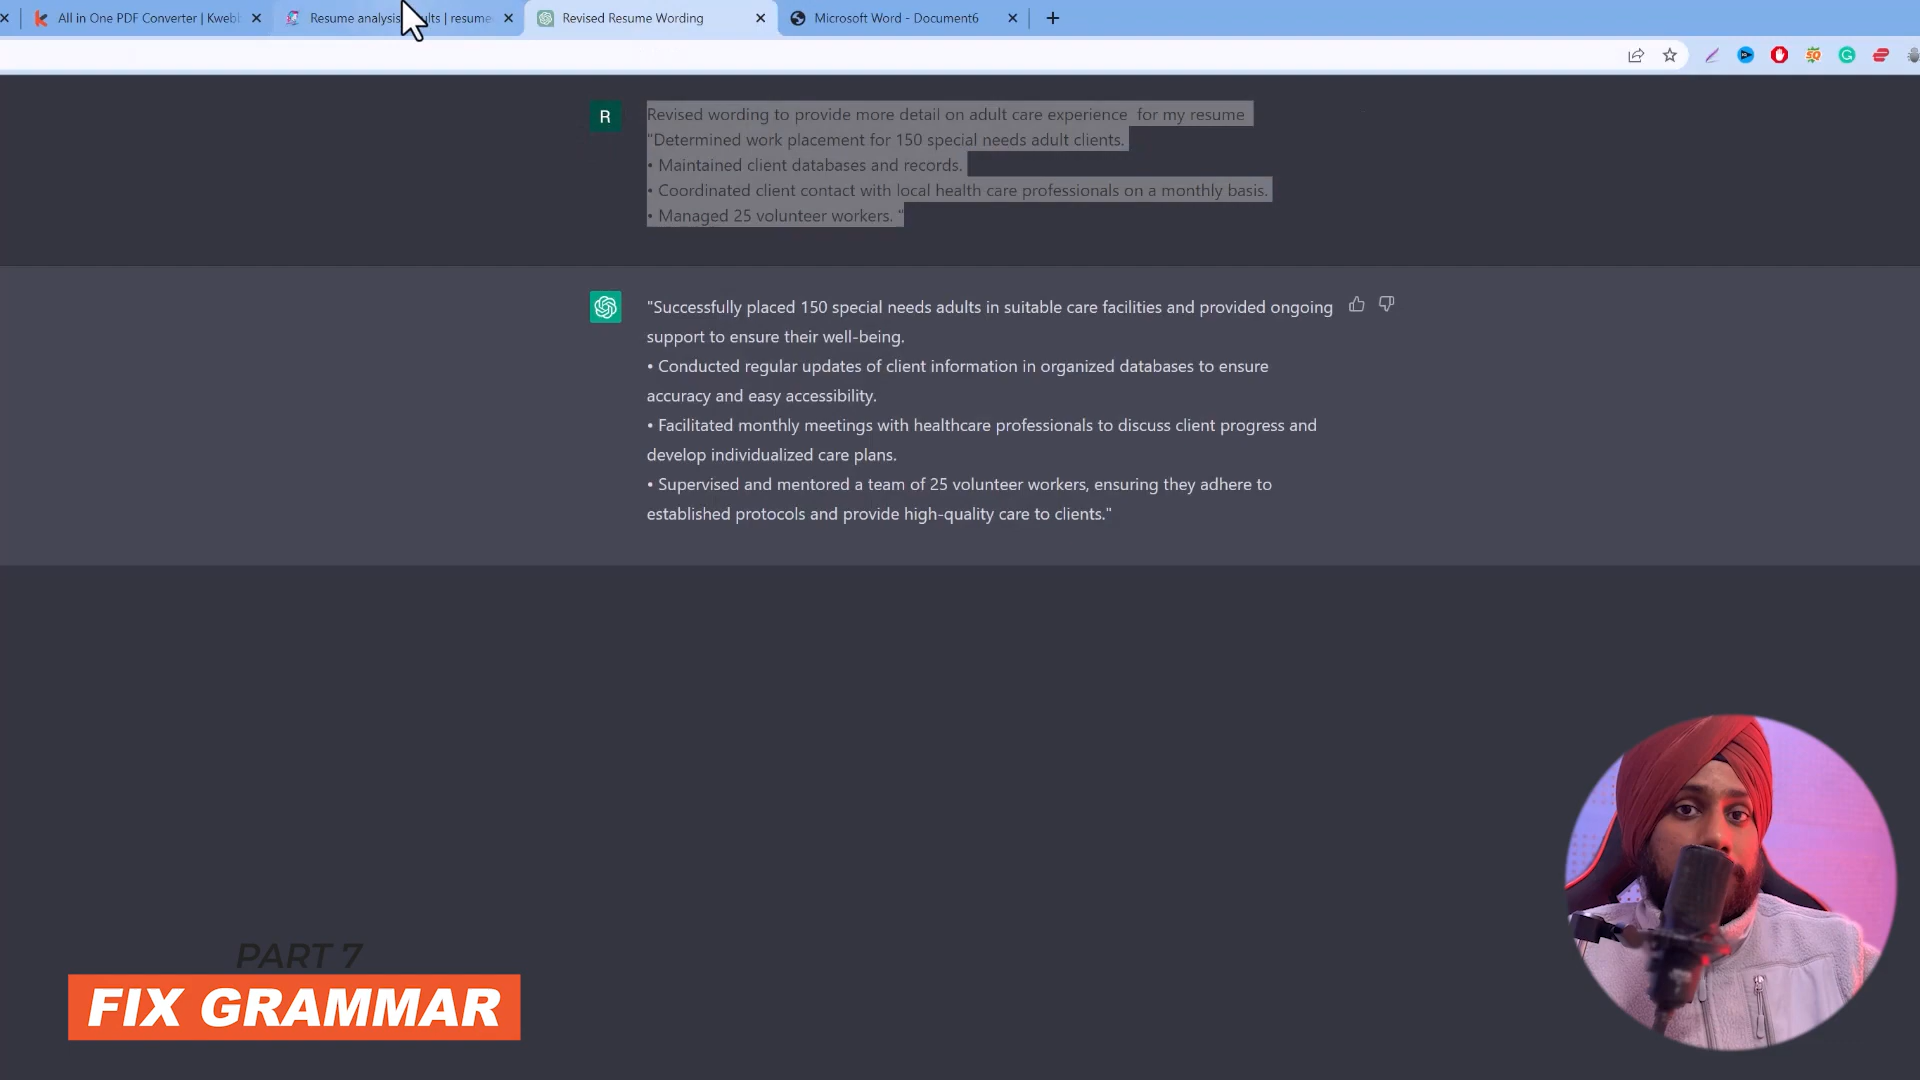 All in One PDF Converter | Kweb
Resume analysis ults | resume
Revised Resume Wording
Microsoft Word - Document6
R
Revised wording to provide more detail on adult care experience for my resume
"Determined work placement for 150 special needs adult clients.
• Maintained client databases and records.
• Coordinated client contact with local health care professionals on a monthly basis.
• Managed 25 volunteer workers. "
"Successfully placed 150 special needs adults in suitable care facilities and provided ongoing
support to ensure their well-being.
• Conducted regular updates of client information in organized databases to ensure
accuracy and easy accessibility.
• Facilitated monthly meetings with healthcare professionals to discuss client progress and
develop individualized care plans.
• Supervised and mentored a team of 25 volunteer workers, ensuring they adhere to
established protocols and provide high-quality care to clients."
PART 7
FIX GRAMMAR